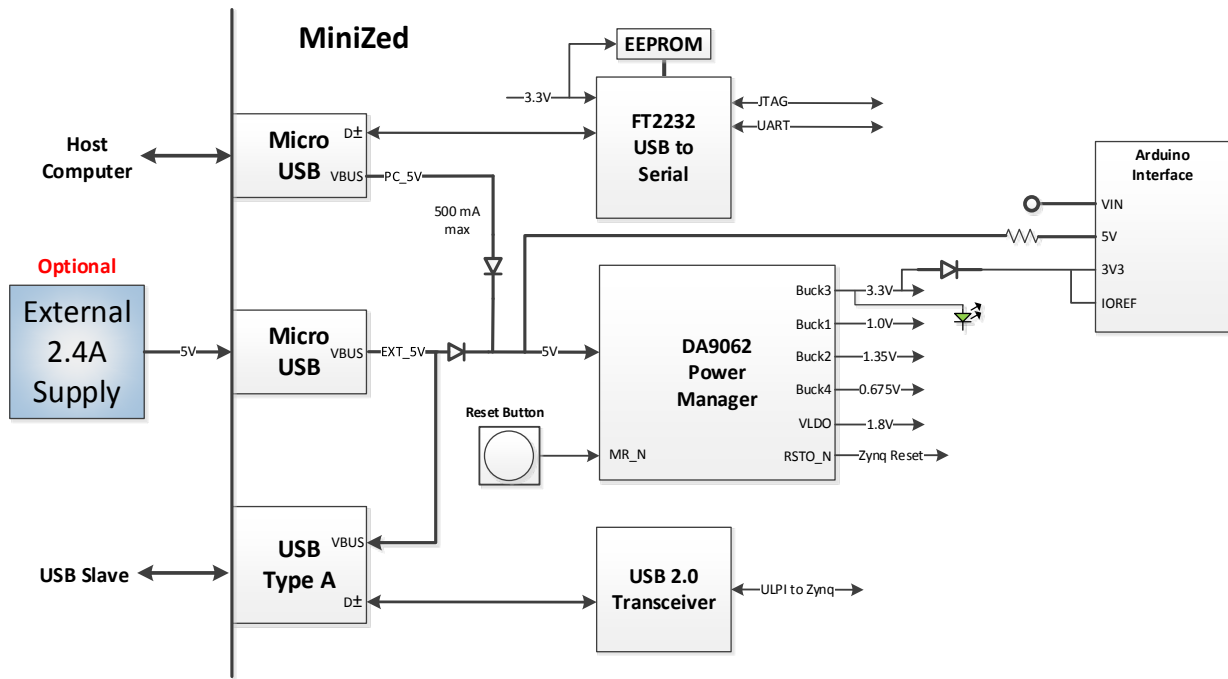 MiniZed
EEPROM
3.3V
FT2232
USB to
Serial
JTAG
UART
Host
Computer
Micro
USB
D±
VBUS
PC_5V
500 mA
max
Arduino
Interface
VIN
5V
3V3
IOREF
Optional
External
2.4A
Supply
5V
Micro
USB
VBUS
EXT_5V
5V
DA9062
Power
Manager
Buck3
3.3V
Buck1
1.0V
Buck2
1.35V
Buck4
0.675V
VLDO
1.8V
MR_N
RSTO_N
Zynq Reset
Reset Button
USB Slave
USB
Type A
VBUS
D±
USB 2.0
Transceiver
ULPI to Zynq